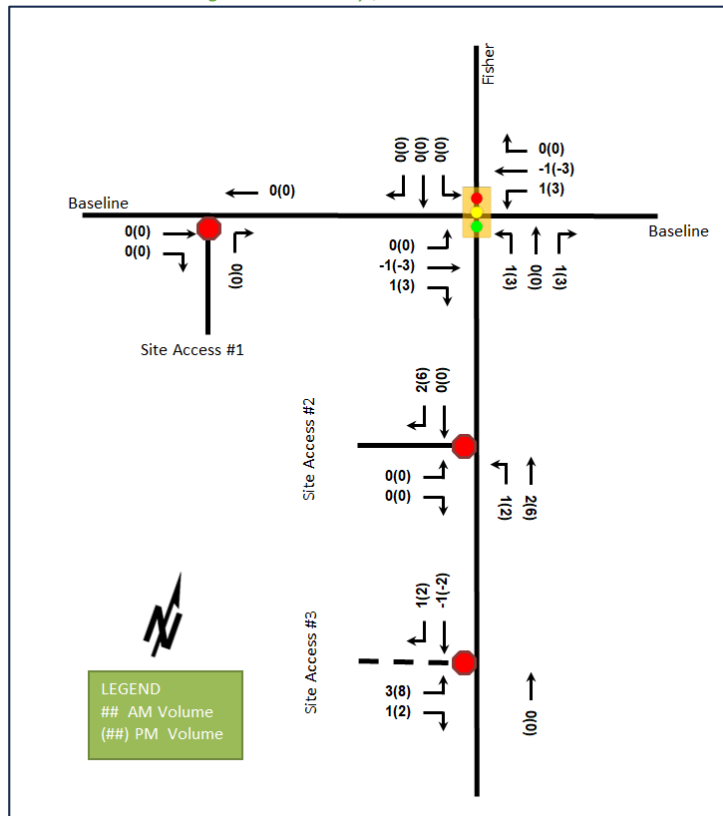 Fisher
0(0)
0(0)
0(0)
0(0)
-1(-3)
1(3)
0(0)
Baseline
Baseline
0(0)
0(0)
0(0)
0(0)
-1(-3)
1(3)
1(3)
0(0)
1(3)
Site Access #1
2(6)
0(0)
Site Access #2
0(0)
0(0)
1(2)
2(6)
1(2)
-1(-2)
Site Access #3
3(8)
1(2)
0(0)
N
LEGEND
## AM Volume
(##) PM Volume